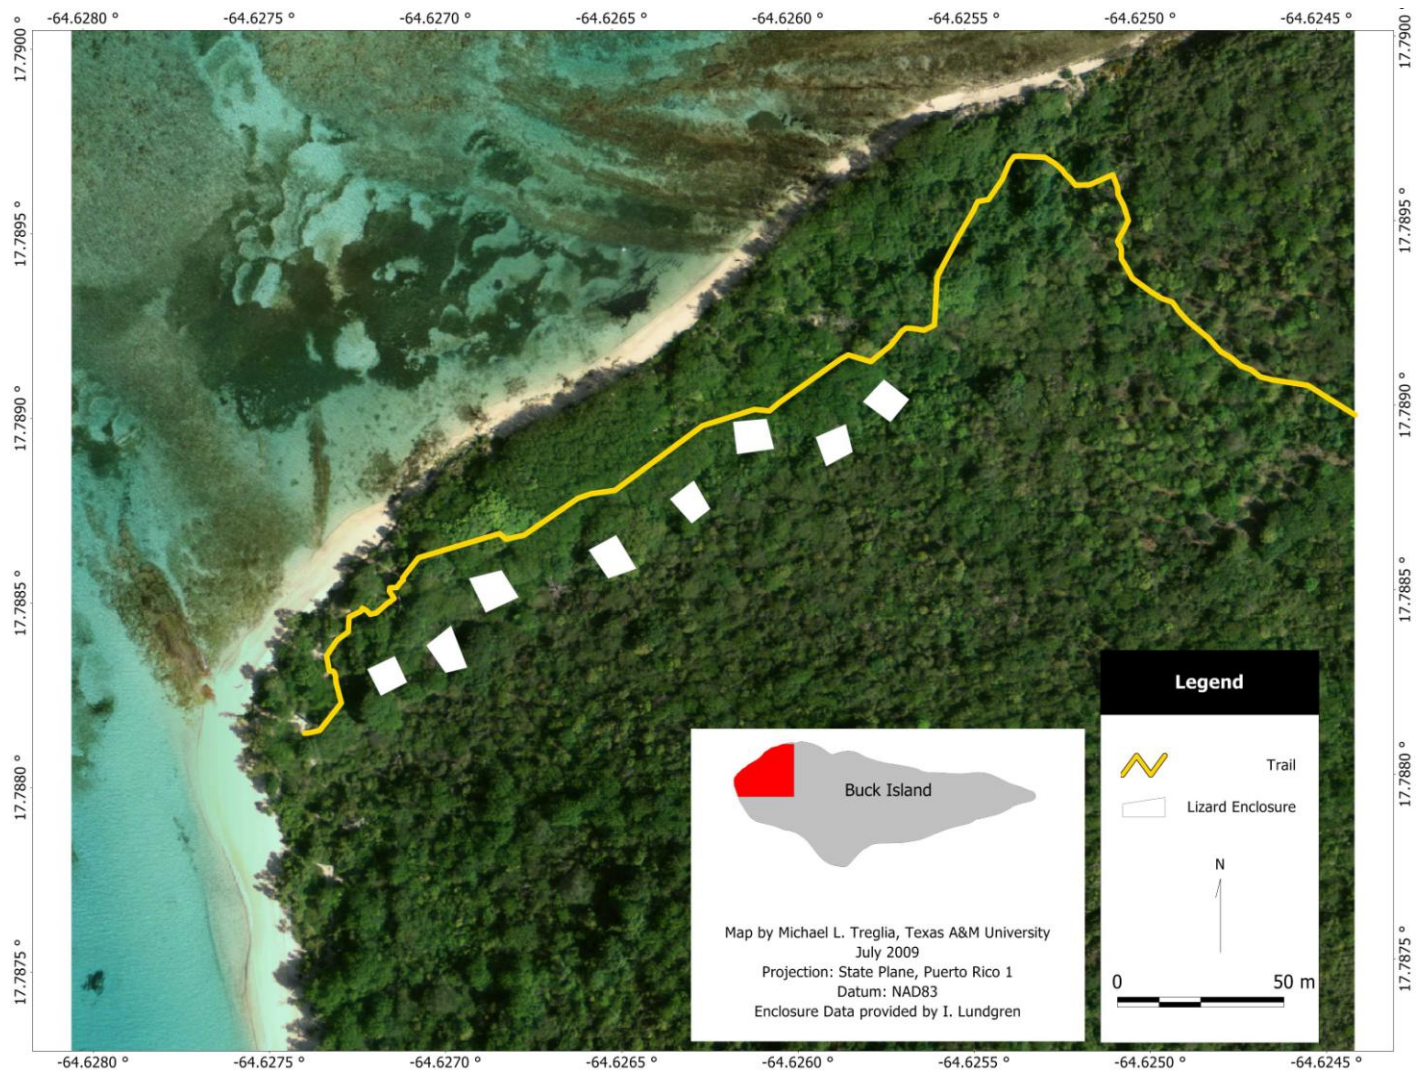 -64.6280 ° -64.6275 ° -64.6270 ° -64.6265 ° -64.6260 ° -64.6255 ° -64.6250 ° -64.6245 °
17.7900 °
17.7895 °
17.7890 °
17.7885 °
17.7880 °
17.7875 °
17.7900 °
17.7895 °
17.7890 °
17.7885 °
17.7880 °
17.7875 °
Buck Island
Map by Michael L. Treglia, Texas A&M University
July 2009
Projection: State Plane, Puerto Rico 1
Datum: NAD83
Enclosure Data provided by I. Lundgren
Legend
Trail
Lizard Enclosure
N
0 50 m
-64.6280 ° -64.6275 ° -64.6270 ° -64.6265 ° -64.6260 ° -64.6255 ° -64.6250 ° -64.6245 °